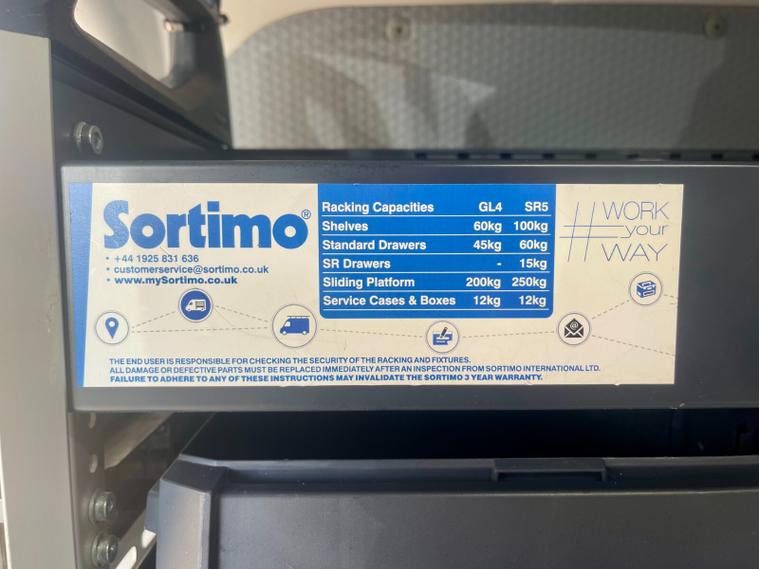 Sortimo®
• +44 1925 831 636
• customerservice@sortimo.co.uk
• www.mySortimo.co.uk
Racking Capacities GL4 SR5
Shelves 60kg 100kg
Standard Drawers 45kg 60kg
SR Drawers - 15kg
Sliding Platform 200kg 250kg
Service Cases & Boxes 12kg 12kg
#WORK
your
WAY
THE END USER IS RESPONSIBLE FOR CHECKING THE SECURITY OF THE RACKING AND FIXTURES.
ALL DAMAGE OR DEFECTIVE PARTS MUST BE REPLACED IMMEDIATELY AFTER AN INSPECTION FROM SORTIMO INTERNATIONAL LTD.
FAILURE TO ADHERE TO ANY OF THESE INSTRUCTIONS MAY INVALIDATE THE SORTIMO 3 YEAR WARRANTY.